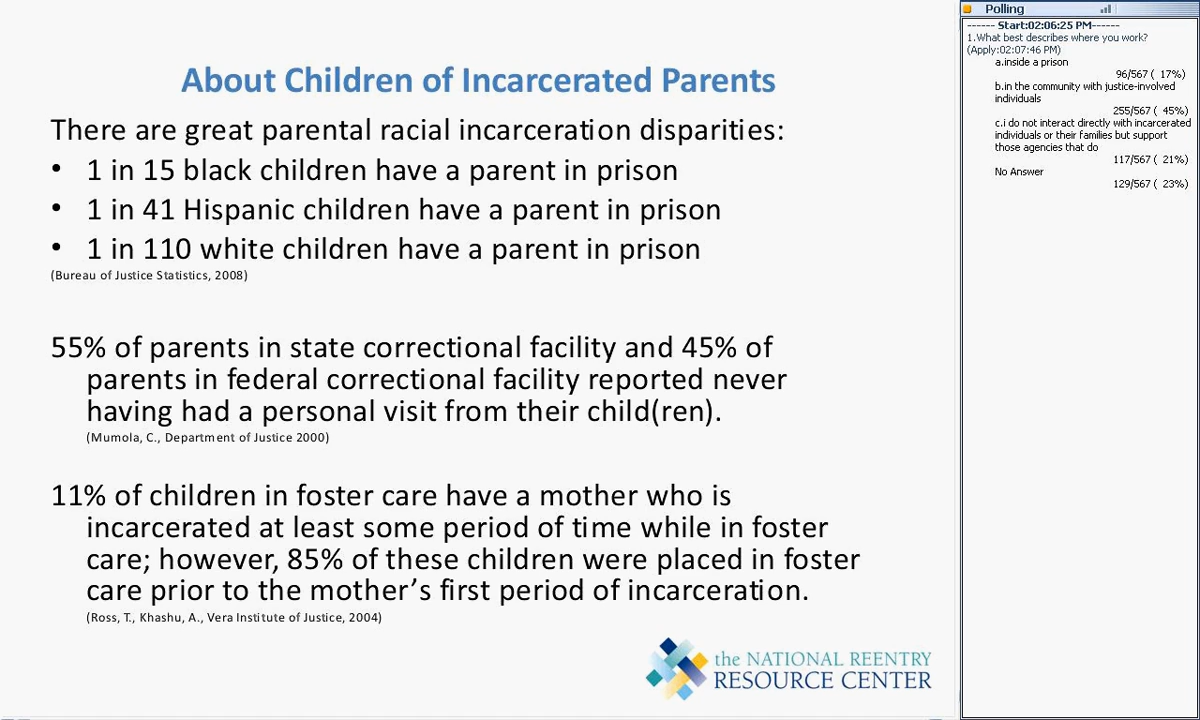 About Children of Incarcerated Parents
There are great parental racial incarceration disparities:
• 1 in 15 black children have a parent in prison
• 1 in 41 Hispanic children have a parent in prison
• 1 in 110 white children have a parent in prison
(Bureau of Justice Statistics, 2008)
55% of parents in state correctional facility and 45% of
parents in federal correctional facility reported never
having had a personal visit from their child(ren).
(Mumola, C., Department of Justice 2000)
11% of children in foster care have a mother who is
incarcerated at least some period of time while in foster
care; however, 85% of these children were placed in foster
care prior to the mother’s first period of incarceration.
(Ross, T., Khashu, A., Vera Institute of Justice, 2004)
the NATIONAL REENTRY
RESOURCE CENTER
Polling
------ Start:02:06:25 PM------
1.What best describes where you work?
(Apply:02:07:46 PM)
a.inside a prison
96/567 ( 17%)
b.in the community with justice-involved
individuals
255/567 ( 45%)
c.i do not interact directly with incarcerated
individuals or their families but support
those agencies that do
117/567 ( 21%)
No Answer
129/567 ( 23%)